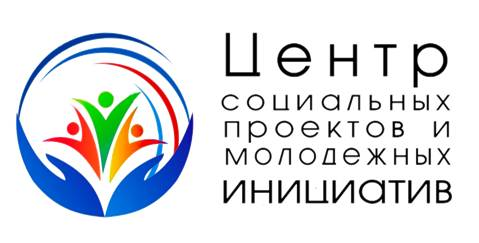 Центр
социальных
проектов и
молодежных
инициатив